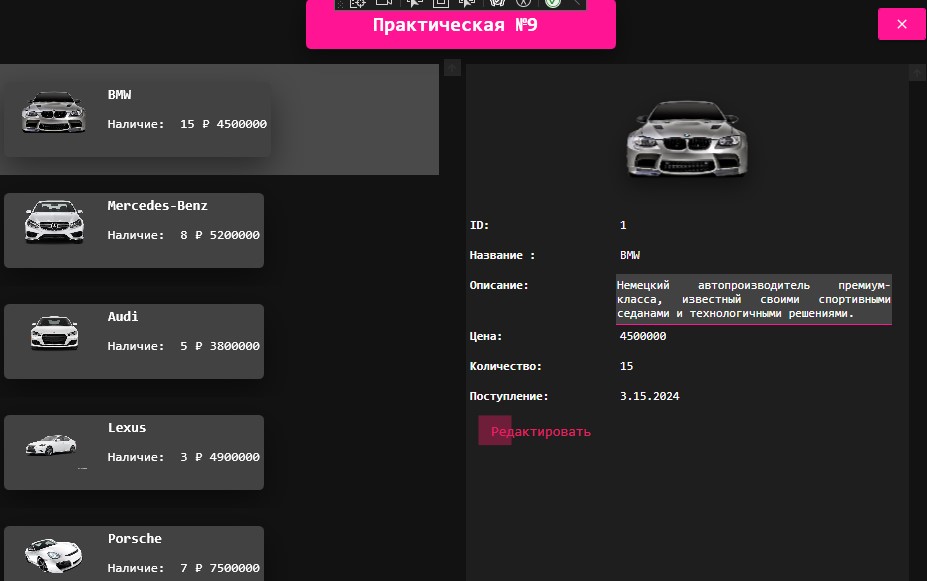 Практическая №9
BMW
Наличие: 15 ₽ 4500000
Mercedes-Benz
Наличие: 8 ₽ 5200000
Audi
Наличие: 5 ₽ 3800000
Lexus
Наличие: 3 ₽ 4900000
Porsche
Наличие: 7 ₽ 7500000
ID: 1
Название : BMW
Описание: Немецкий автопроизводитель премиум-
класса, известный своими спортивными
седанами и технологичными решениями.
Цена: 4500000
Количество: 15
Поступление: 3.15.2024
Редактировать